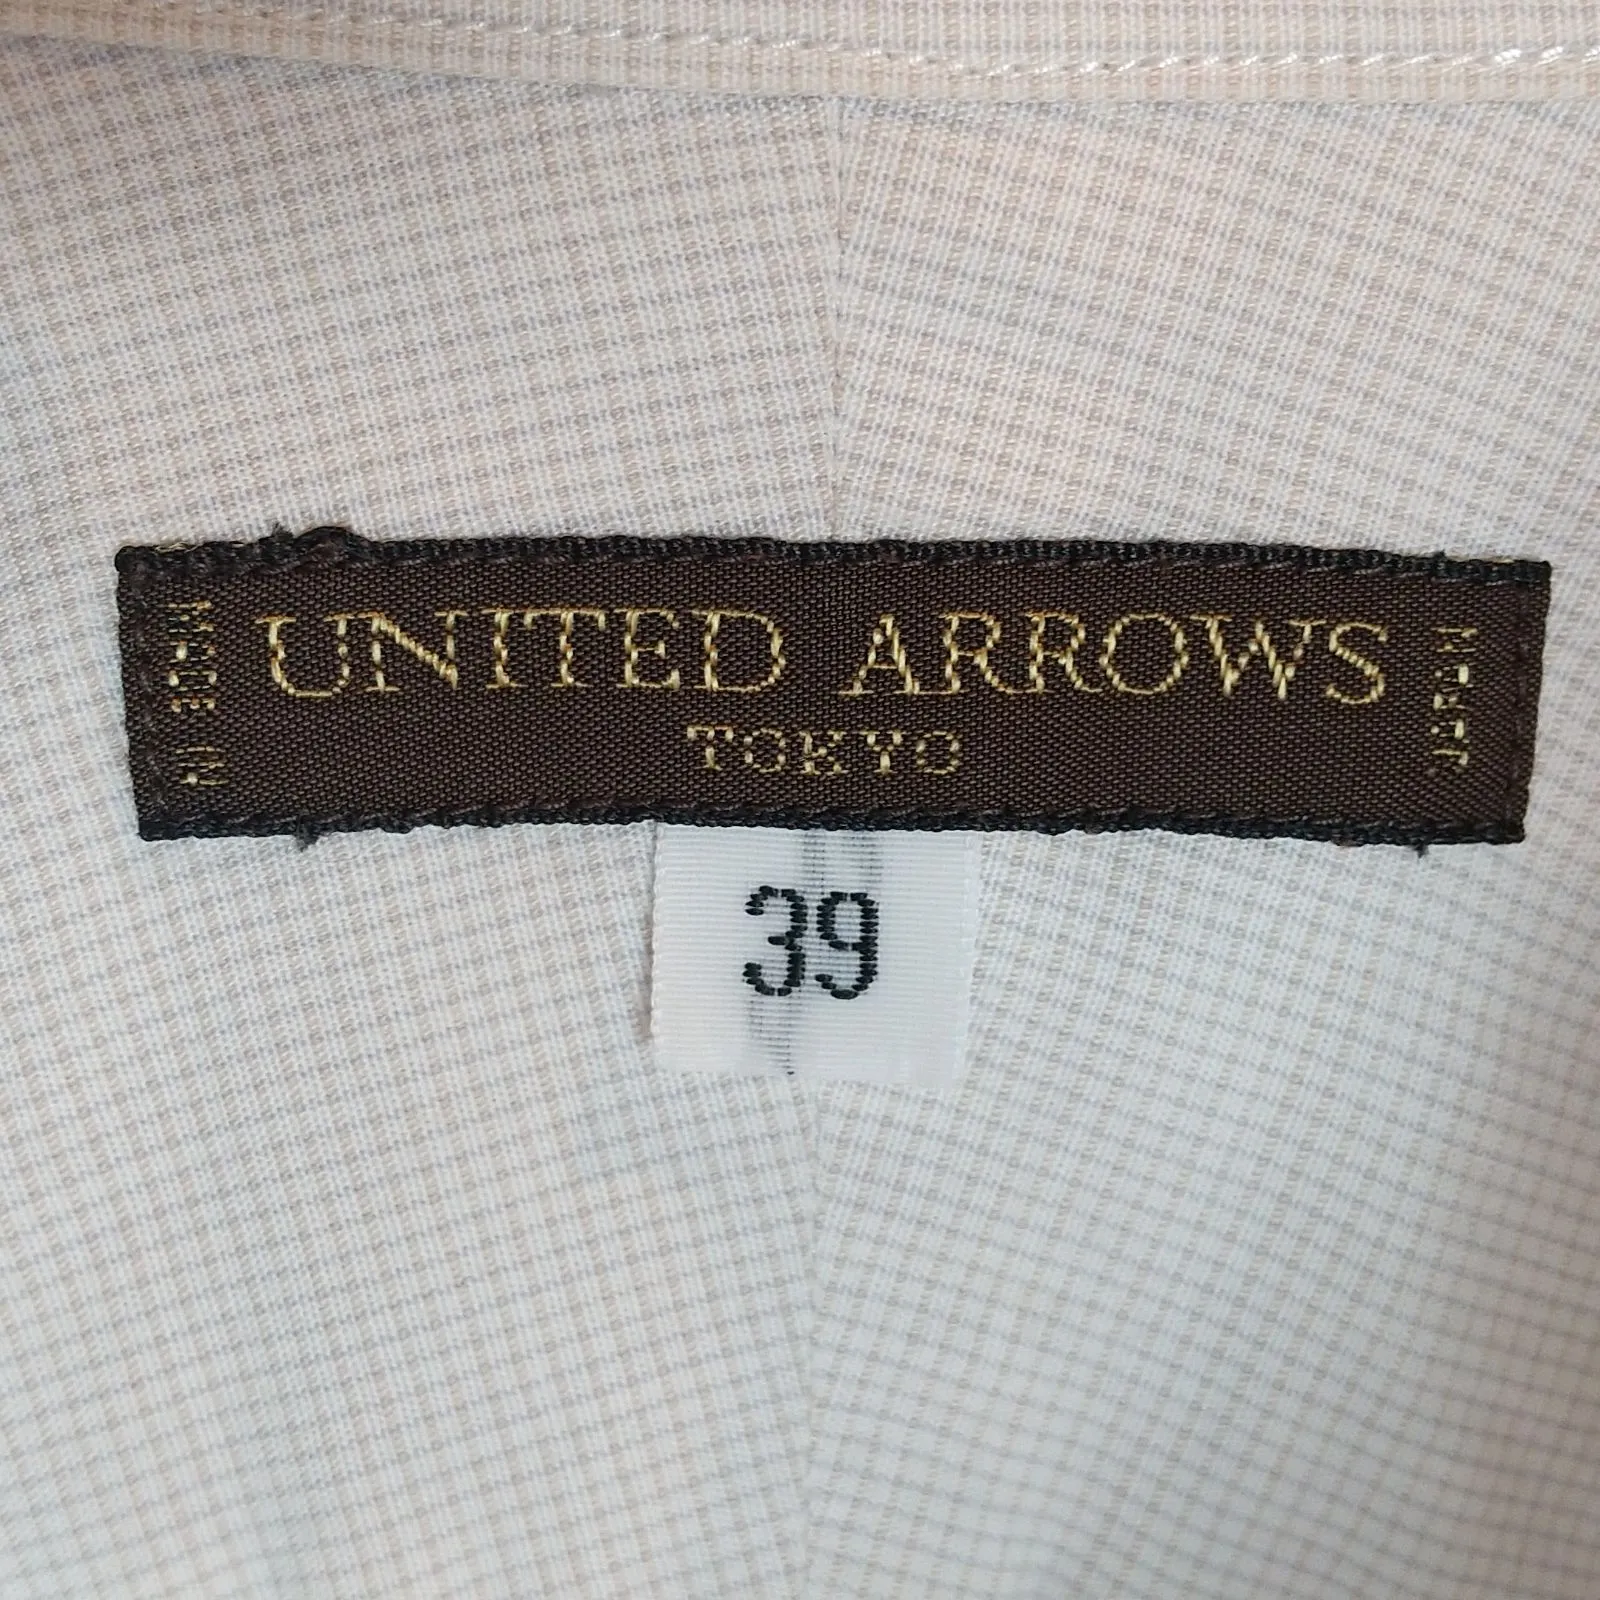 MADE IN
UNITED ARROWS
TOKYO
JAPAN
39